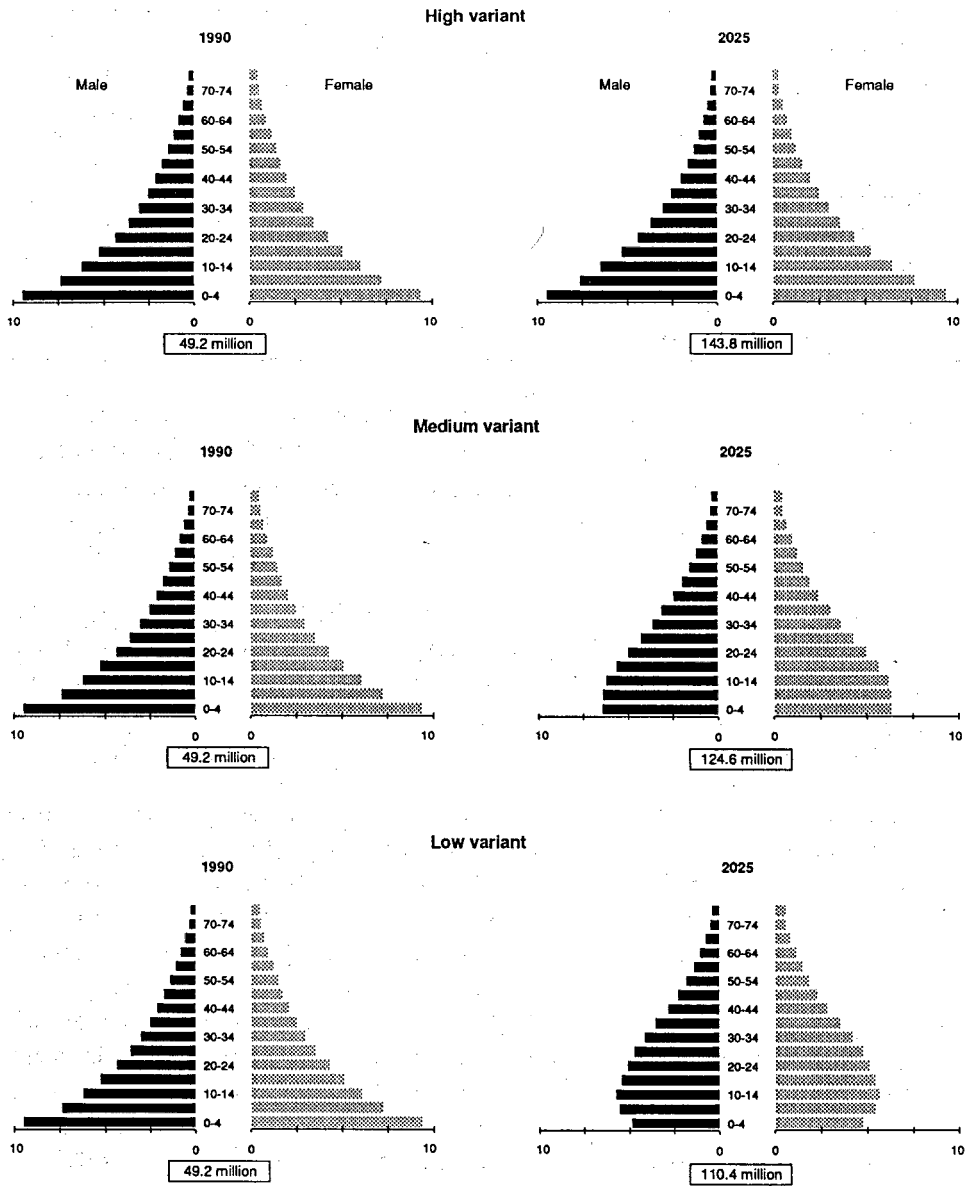 High variant
1990 2025
Male Female Male Female
70-74 70-74
60-64 60-64
50-54 50-54
40-44 40-44
30-34 30-34
20-24 20-24
10-14 10-14
0-4 0-4
10 0 0 10 10 0 0 10
49.2 million 143.8 million
Medium variant
1990 2025
70-74 70-74
60-64 60-64
50-54 50-54
40-44 40-44
30-34 30-34
20-24 20-24
10-14 10-14
0-4 0-4
10 0 0 10 10 0 0 10
49.2 million 124.6 million
Low variant
1990 2025
70-74 70-74
60-64 60-64
50-54 50-54
40-44 40-44
30-34 30-34
20-24 20-24
10-14 10-14
0-4 0-4
10 0 0 10 10 0 0 10
49.2 million 110.4 million